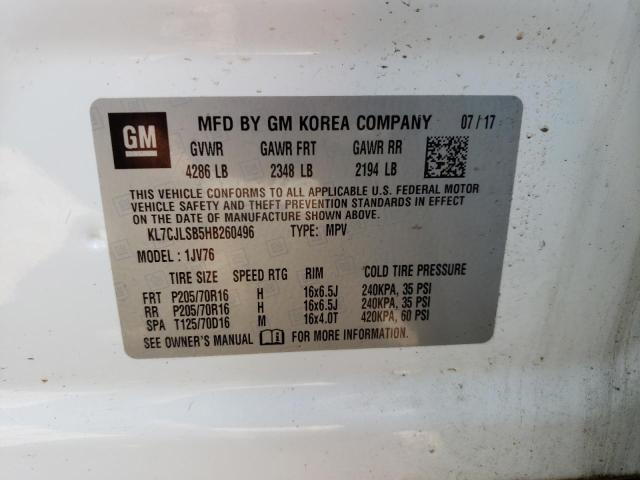 GM MFD BY GM KOREA COMPANY 07/17
GVWR GAWR FRT GAWR RR
4286 LB 2348 LB 2194 LB
THIS VEHICLE CONFORMS TO ALL APPLICABLE U.S. FEDERAL MOTOR
VEHICLE SAFETY AND THEFT PREVENTION STANDARDS IN EFFECT
ON THE DATE OF MANUFACTURE SHOWN ABOVE.
KL7CJLSB5HB260496 TYPE: MPV
MODEL : 1JV76
TIRE SIZE SPEED RTG RIM COLD TIRE PRESSURE
FRT P205/70R16 H 16x6.5J 240KPA, 35 PSI
RR P205/70R16 H 16x6.5J 240KPA, 35 PSI
SPA T125/70D16 M 16x4.0T 420KPA, 60 PSI
SEE OWNER'S MANUAL FOR MORE INFORMATION.